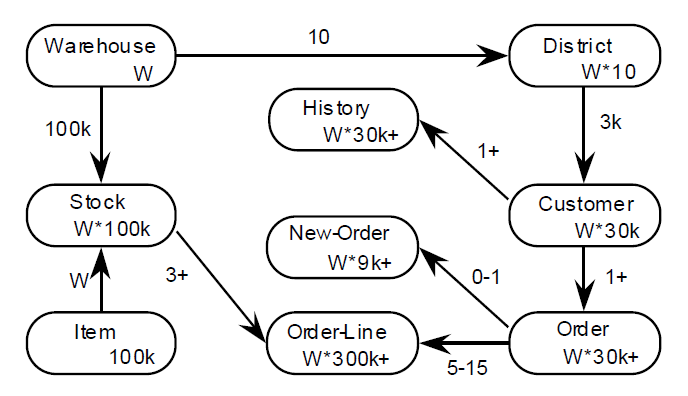 Warehouse
W
10
District
W*10
100k
History
W*30k+
3k
1+
Stock
W*100k
Customer
W*30k
New-Order
W*9k+
W
3+
0-1
1+
Item
100k
Order-Line
W*300k+
5-15
Order
W*30k+